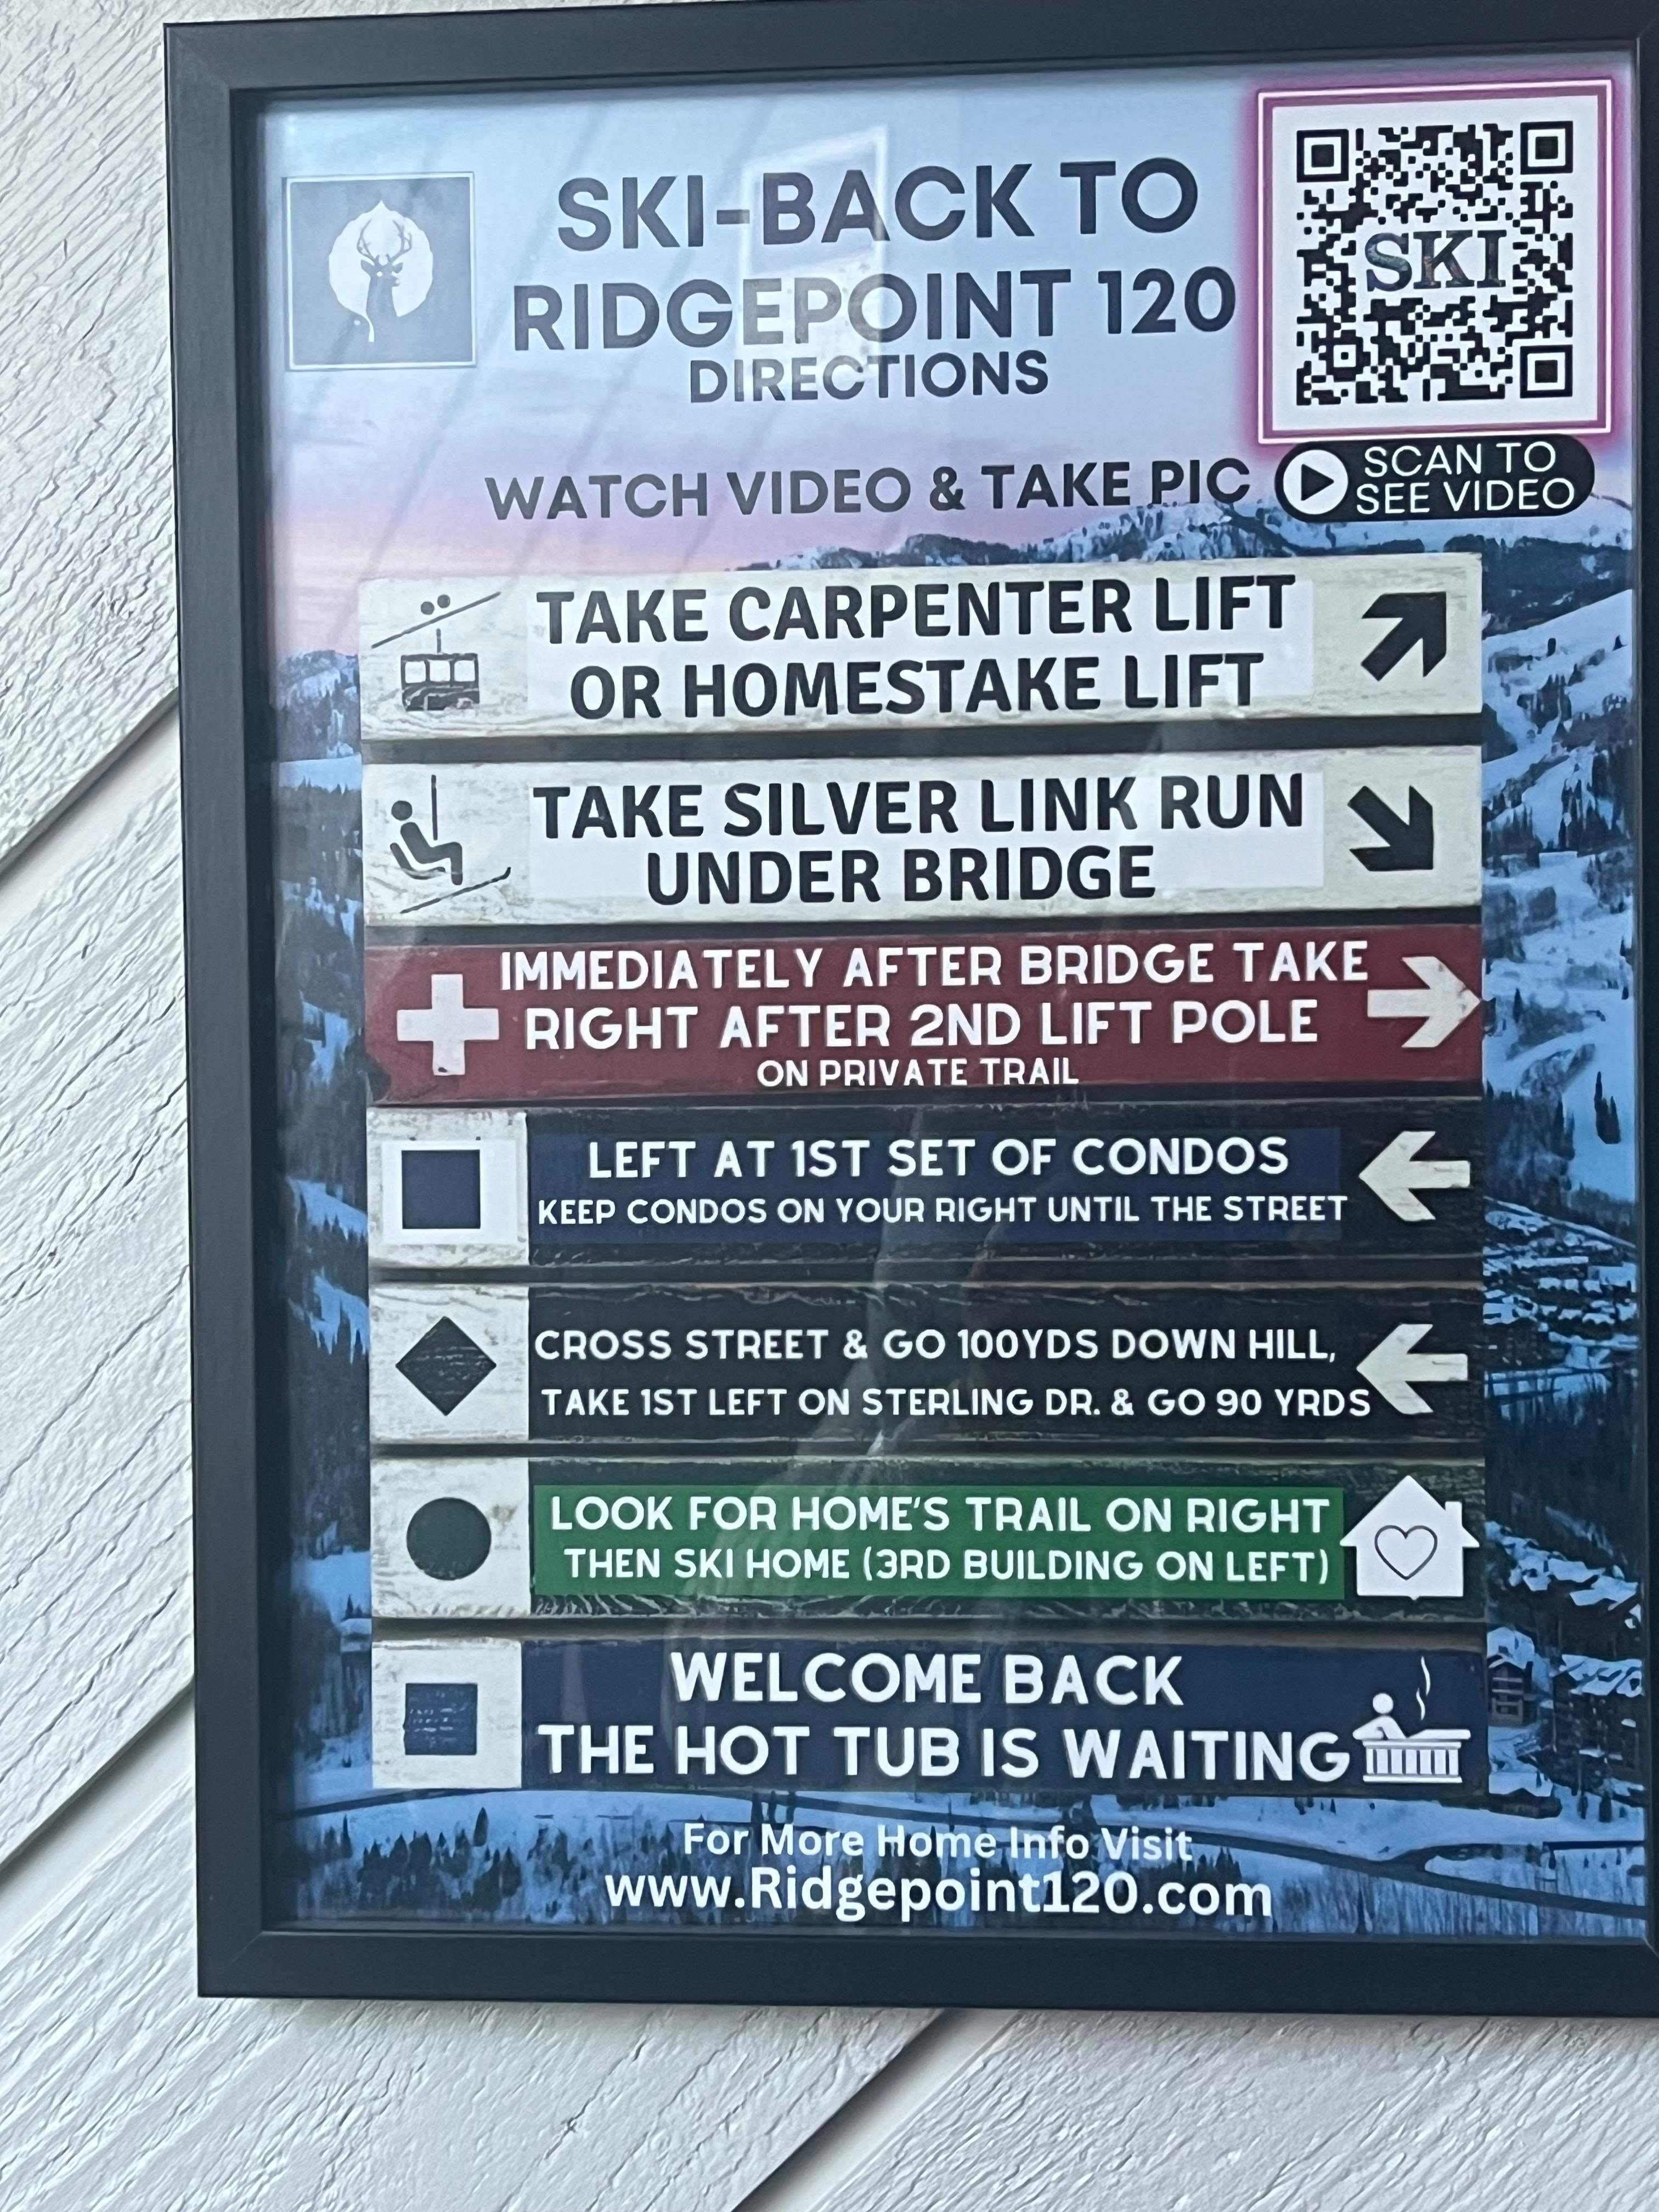 SKI-BACK TO
RIDGEPOINT 120
DIRECTIONS
SKI
WATCH VIDEO & TAKE PIC
SCAN TO
SEE VIDEO
TAKE CARPENTER LIFT
OR HOMESTAKE LIFT
TAKE SILVER LINK RUN
UNDER BRIDGE
IMMEDIATELY AFTER BRIDGE TAKE
RIGHT AFTER 2ND LIFT POLE
ON PRIVATE TRAIL
LEFT AT 1ST SET OF CONDOS
KEEP CONDOS ON YOUR RIGHT UNTIL THE STREET
CROSS STREET & GO 100YDS DOWN HILL,
TAKE 1ST LEFT ON STERLING DR. & GO 90 YRDS
LOOK FOR HOME'S TRAIL ON RIGHT
THEN SKI HOME (3RD BUILDING ON LEFT)
WELCOME BACK
THE HOT TUB IS WAITING
For More Home Info Visit
www.Ridgepoint120.com